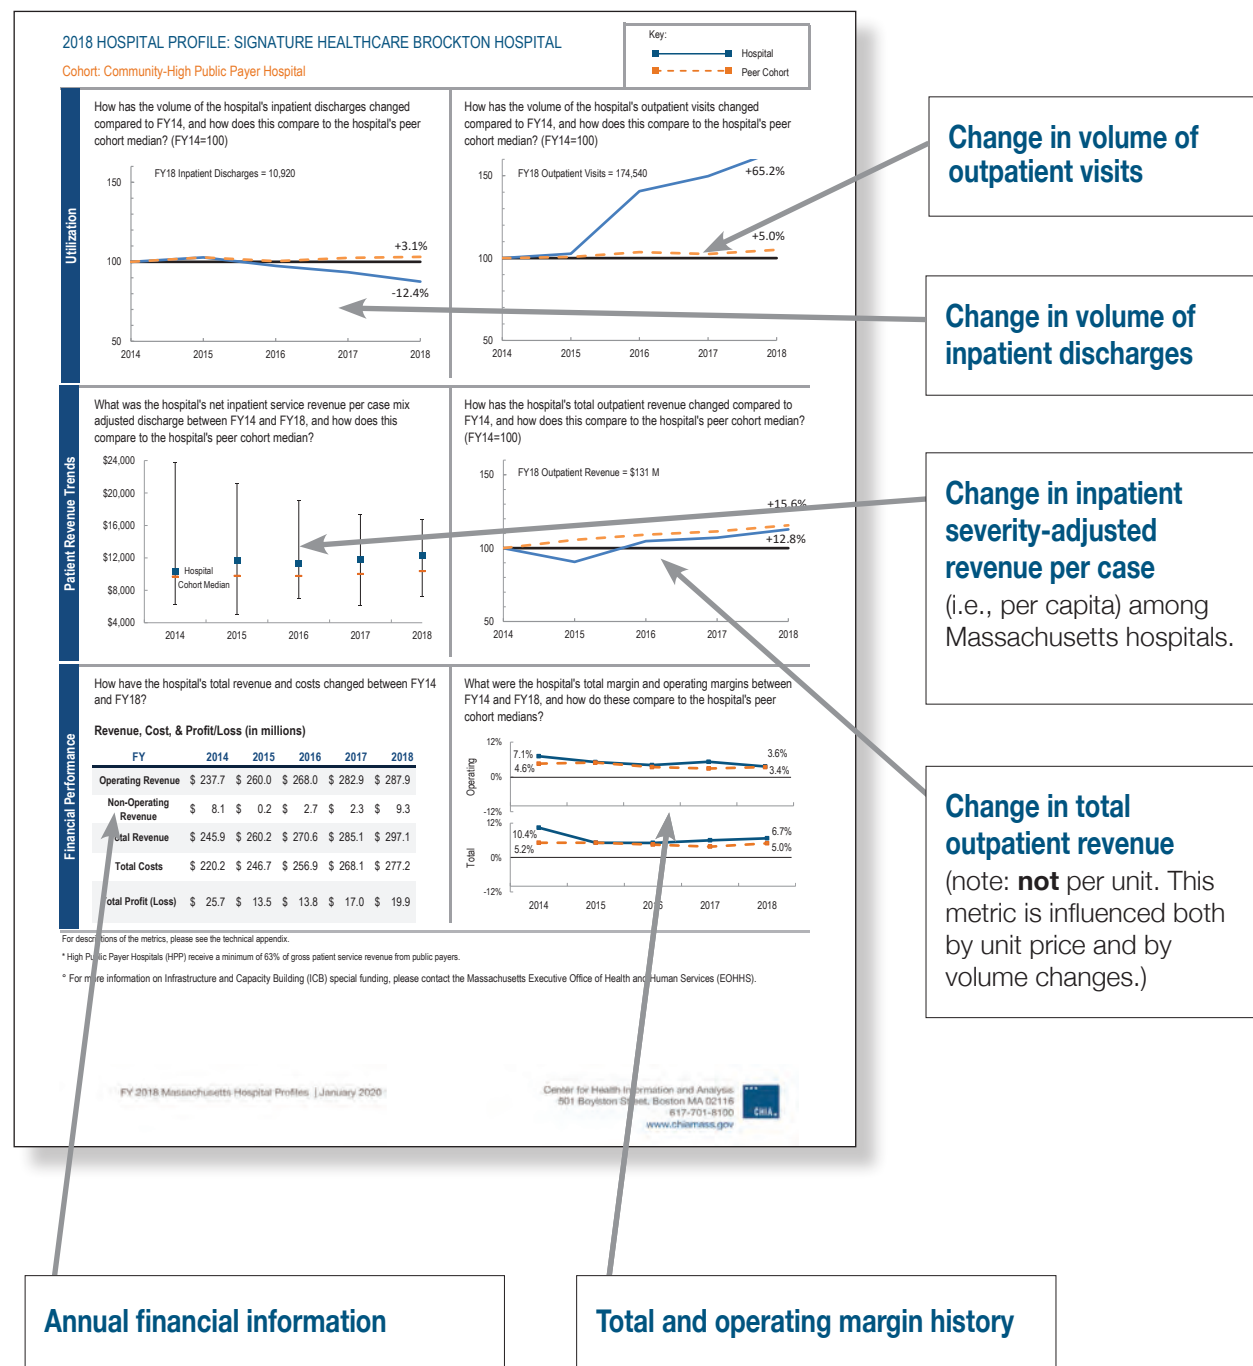 2018 HOSPITAL PROFILE: SIGNATURE HEALTHCARE BROCKTON HOSPITAL
Cohort: Community-High Public Payer Hospital
Key:
Hospital
Peer Cohort
Utilization
How has the volume of the hospital's inpatient discharges changed
compared to FY14, and how does this compare to the hospital's peer
cohort median? (FY14=100)
FY18 Inpatient Discharges = 10,920
150
100
50
+3.1%
-12.4%
2014 2015 2016 2017 2018
How has the volume of the hospital's outpatient visits changed
compared to FY14, and how does this compare to the hospital's peer
cohort median? (FY14=100)
FY18 Outpatient Visits = 174,540
150
100
50
+65.2%
+5.0%
2014 2015 2016 2017 2018
Patient Revenue Trends
What was the hospital's net inpatient service revenue per case mix
adjusted discharge between FY14 and FY18, and how does this
compare to the hospital's peer cohort median?
$24,000
$20,000
$16,000
$12,000
$8,000
$4,000
Hospital
Cohort Median
2014 2015 2016 2017 2018
How has the hospital's total outpatient revenue changed compared to
FY14, and how does this compare to the hospital's peer cohort median?
(FY14=100)
FY18 Outpatient Revenue = $131 M
150
100
50
+15.6%
+12.8%
2014 2015 2016 2017 2018
Financial Performance
How have the hospital's total revenue and costs changed between FY14
and FY18?
Revenue, Cost, & Profit/Loss (in millions)
FY 2014 2015 2016 2017 2018
Operating Revenue $ 237.7 $ 260.0 $ 268.0 $ 282.9 $ 287.9
Non-Operating
Revenue $ 8.1 $ 0.2 $ 2.7 $ 2.3 $ 9.3
Total Revenue $ 245.9 $ 260.2 $ 270.6 $ 285.1 $ 297.1
Total Costs $ 220.2 $ 246.7 $ 256.9 $ 268.1 $ 277.2
Total Profit (Loss) $ 25.7 $ 13.5 $ 13.8 $ 17.0 $ 19.9
What were the hospital's total margin and operating margins between
FY14 and FY18, and how do these compare to the hospital's peer
cohort medians?
Operating
12%
0%
-12%
7.1%
4.6%
3.6%
3.4%
Total
12%
0%
-12%
10.4%
5.2%
6.7%
5.0%
2014 2015 2016 2017 2018
For descriptions of the metrics, please see the technical appendix.
* High Public Payer Hospitals (HPP) receive a minimum of 63% of gross patient service revenue from public payers.
° For more information on Infrastructure and Capacity Building (ICB) special funding, please contact the Massachusetts Executive Office of Health and Human Services (EOHHS).
FY 2018 Massachusetts Hospital Profiles | January 2020
Center for Health Information and Analysis
501 Boylston Street, Boston MA 02116
617-701-8100
www.chiamass.gov
CHIA.
Change in volume of
outpatient visits
Change in volume of
inpatient discharges
Change in inpatient
severity-adjusted
revenue per case
(i.e., per capita) among
Massachusetts hospitals.
Change in total
outpatient revenue
(note: not per unit. This
metric is influenced both
by unit price and by
volume changes.)
Annual financial information
Total and operating margin history